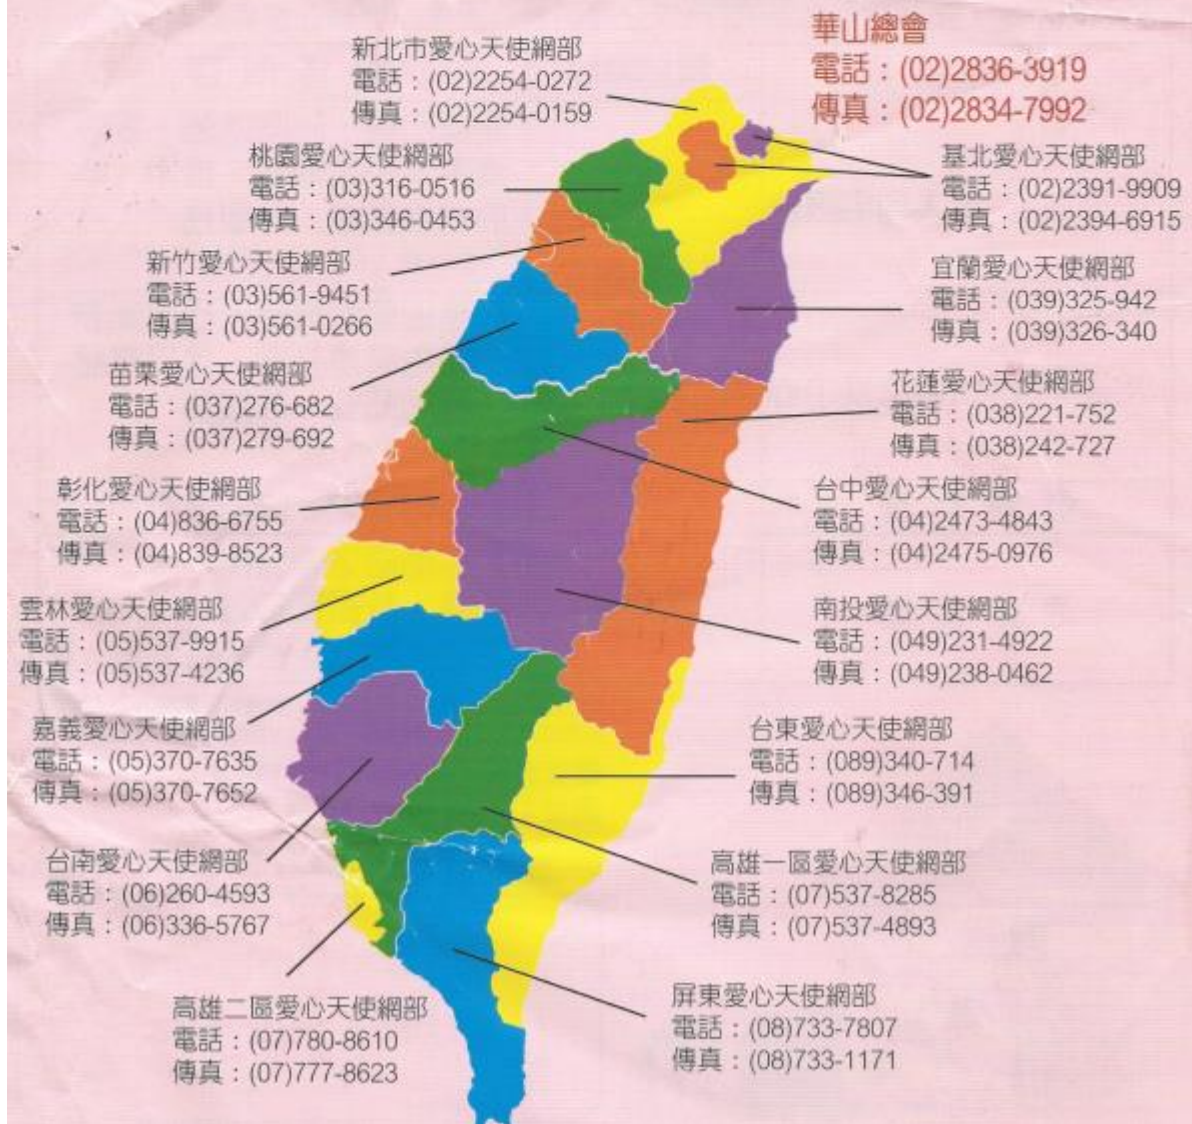 華山總會
電話：(02)2836-3919
傳真：(02)2834-7992
新北市愛心天使網部
電話：(02)2254-0272
傳真：(02)2254-0159
桃園愛心天使網部
電話：(03)316-0516
傳真：(03)346-0453
基北愛心天使網部
電話：(02)2391-9909
傳真：(02)2394-6915
新竹愛心天使網部
電話：(03)561-9451
傳真：(03)561-0266
宜蘭愛心天使網部
電話：(039)325-942
傳真：(039)326-340
苗栗愛心天使網部
電話：(037)276-682
傳真：(037)279-692
花蓮愛心天使網部
電話：(038)221-752
傳真：(038)242-727
彰化愛心天使網部
電話：(04)836-6755
傳真：(04)839-8523
台中愛心天使網部
電話：(04)2473-4843
傳真：(04)2475-0976
雲林愛心天使網部
電話：(05)537-9915
傳真：(05)537-4236
南投愛心天使網部
電話：(049)231-4922
傳真：(049)238-0462
嘉義愛心天使網部
電話：(05)370-7635
傳真：(05)370-7652
台東愛心天使網部
電話：(089)340-714
傳真：(089)346-391
台南愛心天使網部
電話：(06)260-4593
傳真：(06)336-5767
高雄一區愛心天使網部
電話：(07)537-8285
傳真：(07)537-4893
高雄二區愛心天使網部
電話：(07)780-8610
傳真：(07)777-8623
屏東愛心天使網部
電話：(08)733-7807
傳真：(08)733-1171